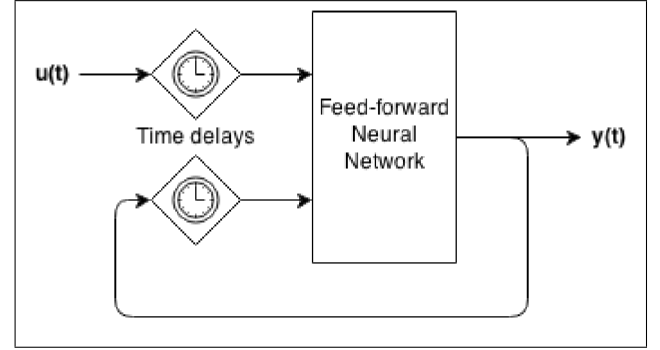 u(t)
Time delays
Feed-forward
Neural
Network
y(t)